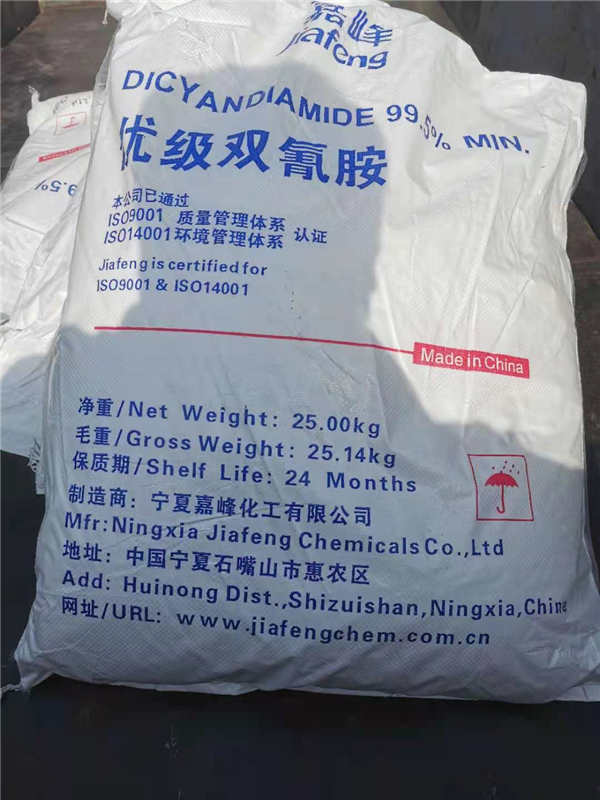 嘉峰
Jiafeng
DICYANDIAMIDE 99.5% MIN.
优级双氰胺
本公司已通过
ISO9001 质量管理体系
ISO14001环境管理体系 认证
Jiafeng is certified for
ISO9001 & ISO14001
Made in China
净重/Net Weight: 25.00kg
毛重/Gross Weight: 25.14kg
保质期/Shelf Life: 24 Months
制造商: 宁夏嘉峰化工有限公司
Mfr:Ningxia Jiafeng Chemicals Co.,Ltd
地址: 中国宁夏石嘴山市惠农区
Add: Huinong Dist.,Shizuishan,Ningxia,China
网址/URL: www.jiafengchem.com.cn
9.5%